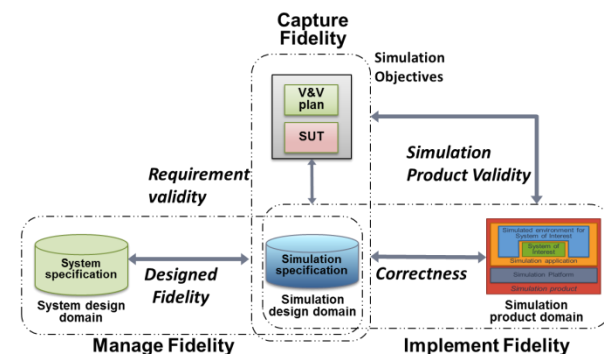 Capture
Fidelity
Simulation
Objectives
V&V
plan
SUT
Requirement
validity
Simulation
Product Validity
System
specification
System design
domain
Designed
Fidelity
Simulation
specification
Simulation
design domain
Correctness
Simulated environment for
System of Interest
System of
Interest
Simulation application
Simulation Platform
Simulation product
Simulation
product domain
Manage Fidelity
Implement Fidelity